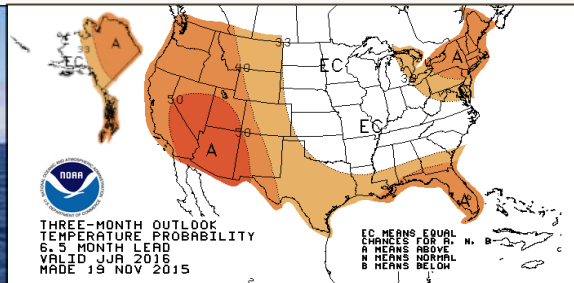 A
33
EC
33
EC
40
A
33
50
EC
50
A
A
NOAA
THREE-MONTH OUTLOOK
TEMPERATURE PROBABILITY
6.5 MONTH LEAD
VALID JJA 2016
MADE 19 NOV 2015
EC MEANS EQUAL
CHANCES FOR A, N, B
A MEANS ABOVE
N MEANS NORMAL
B MEANS BELOW